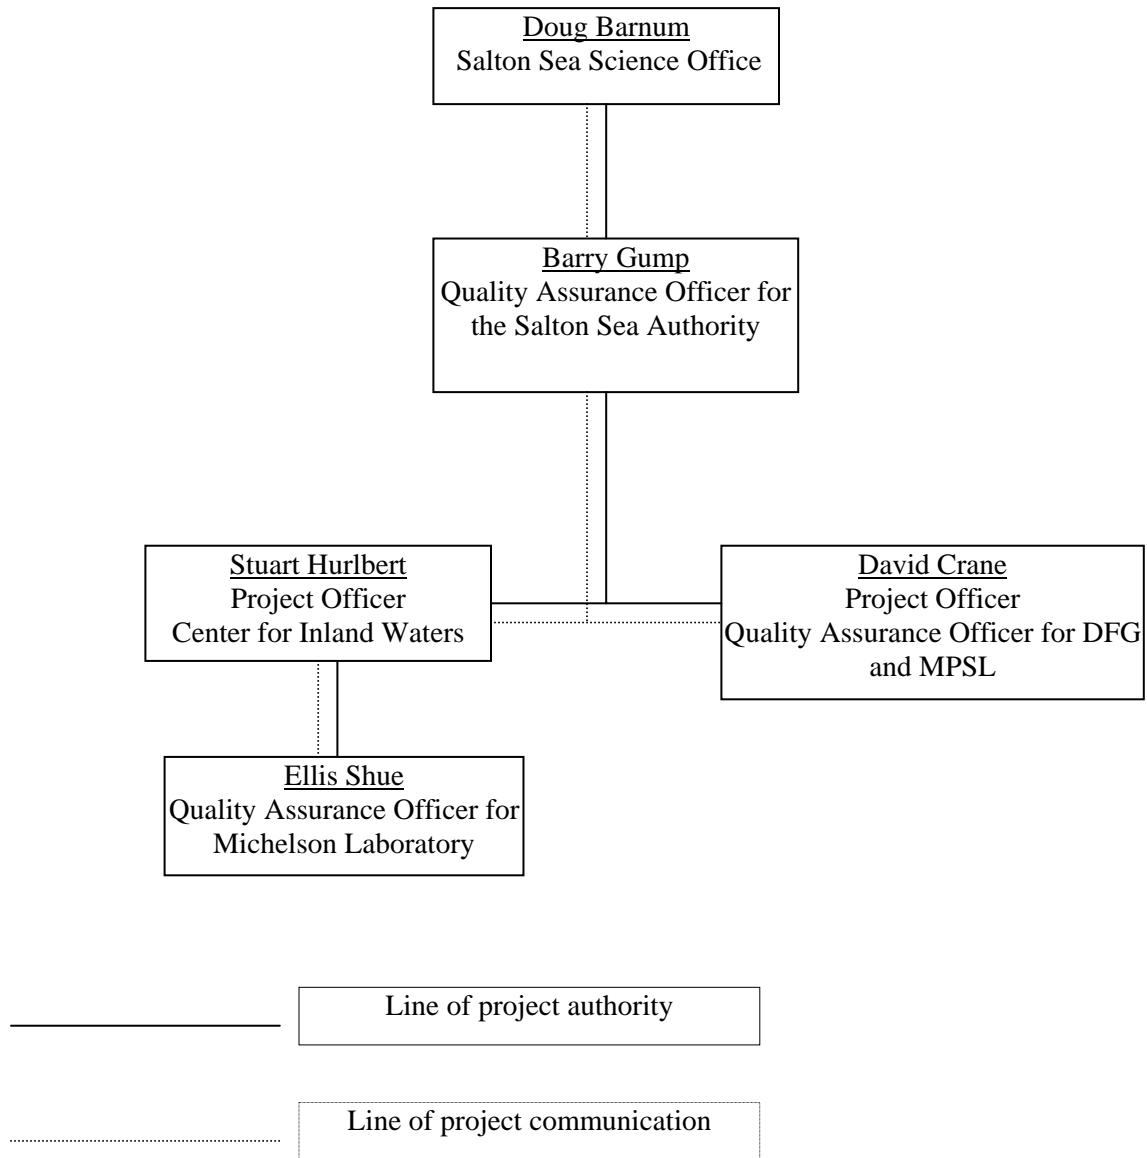 Doug Barnum
Salton Sea Science Office
Barry Gump
Quality Assurance Officer for
the Salton Sea Authority
Stuart Hurlbert
Project Officer
Center for Inland Waters
David Crane
Project Officer
Quality Assurance Officer for DFG
and MPSL
Ellis Shue
Quality Assurance Officer for
Michelson Laboratory
Line of project authority
Line of project communication